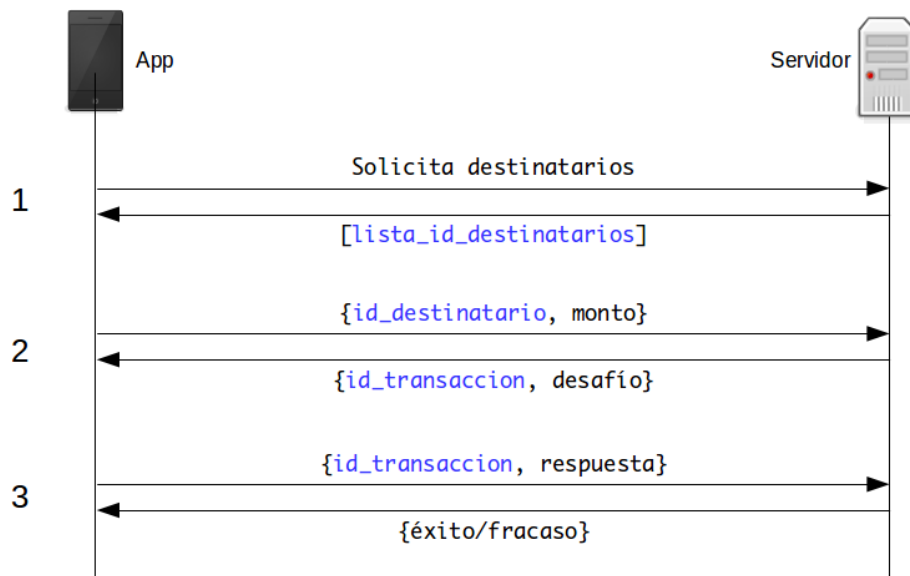 App
Servidor
Solicita destinatarios
1
[lista_id_destinatarios]
{id_destinatario, monto}
2
{id_transaccion, desafío}
{id_transaccion, respuesta}
3
{éxito/fracaso}